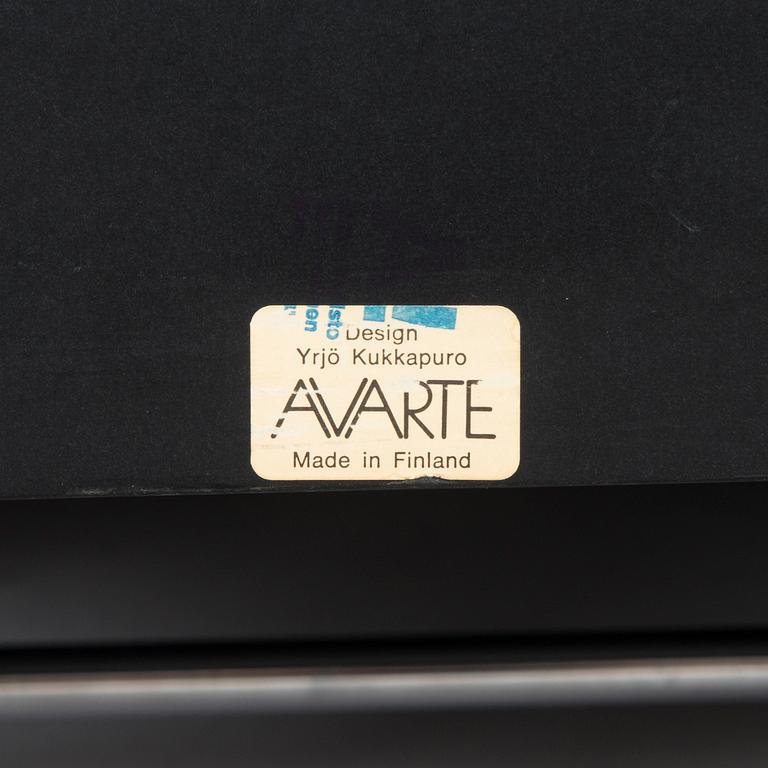 Design
Yrjö Kukkapuro
AVARTE
Made in Finland